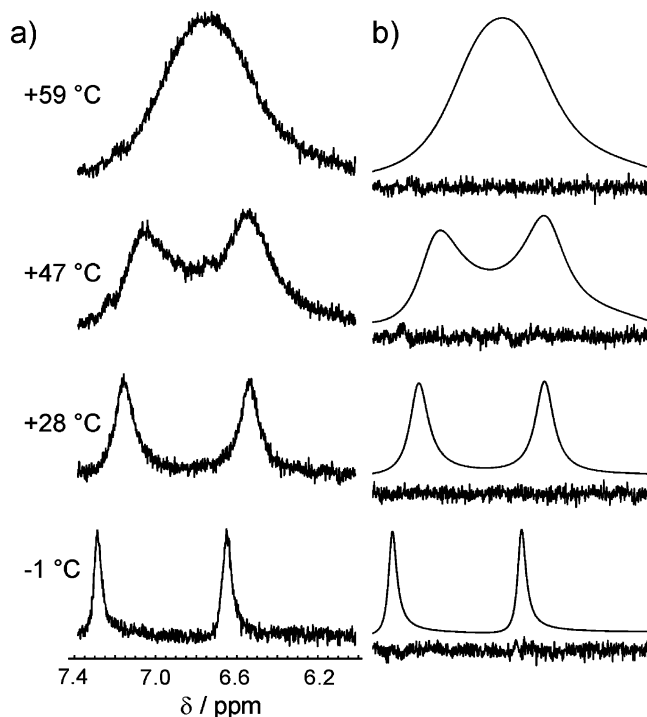 a)
b)
+59 °C
+47 °C
+28 °C
-1 °C
7.4 7.0 6.6 6.2
δ / ppm